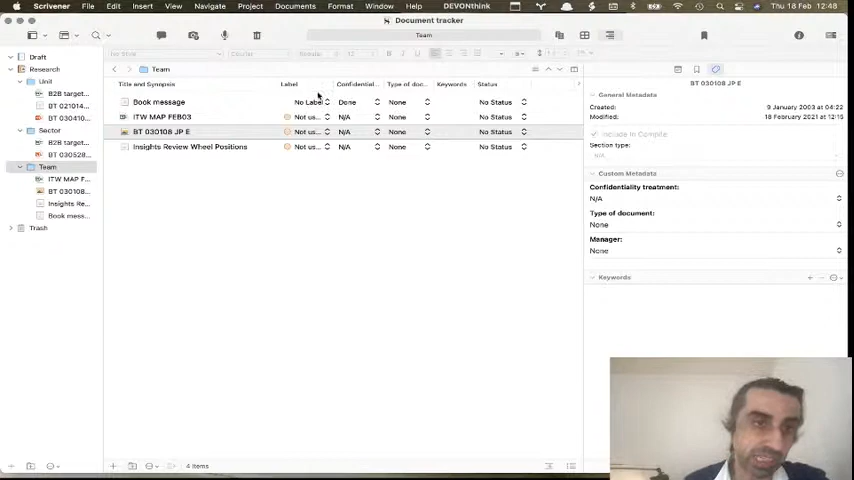 Scrivener File Edit Insert View Navigate Project Documents Format Window Help DEVONthink Thu 18 Feb 12:48
Document tracker
Team
No Style Courier Regular 12
Draft
Research
Unit
B2B target...
BT 021014...
BT 030410...
Sector
B2B target...
BT 030528...
Team
ITW MAP F...
BT 030108...
Insights Re...
Book mess...
Trash
Team
Title and Synopsis Label Confidential... Type of doc... Keywords Status
Book message No Label Done None No Status
ITW MAP FEB03 Not us... N/A None No Status
BT 030108 JP E Not us... N/A None No Status
Insights Review Wheel Positions Not us... N/A None No Status
4 items
BT 030108 JP E
General Metadata
Created: 9 January 2003 at 04:22
Modified: 18 February 2021 at 12:15
Include in Compile
Section type:
N/A
Custom Metadata
Confidentiality treatment:
N/A
Type of document:
None
Manager:
None
Keywords